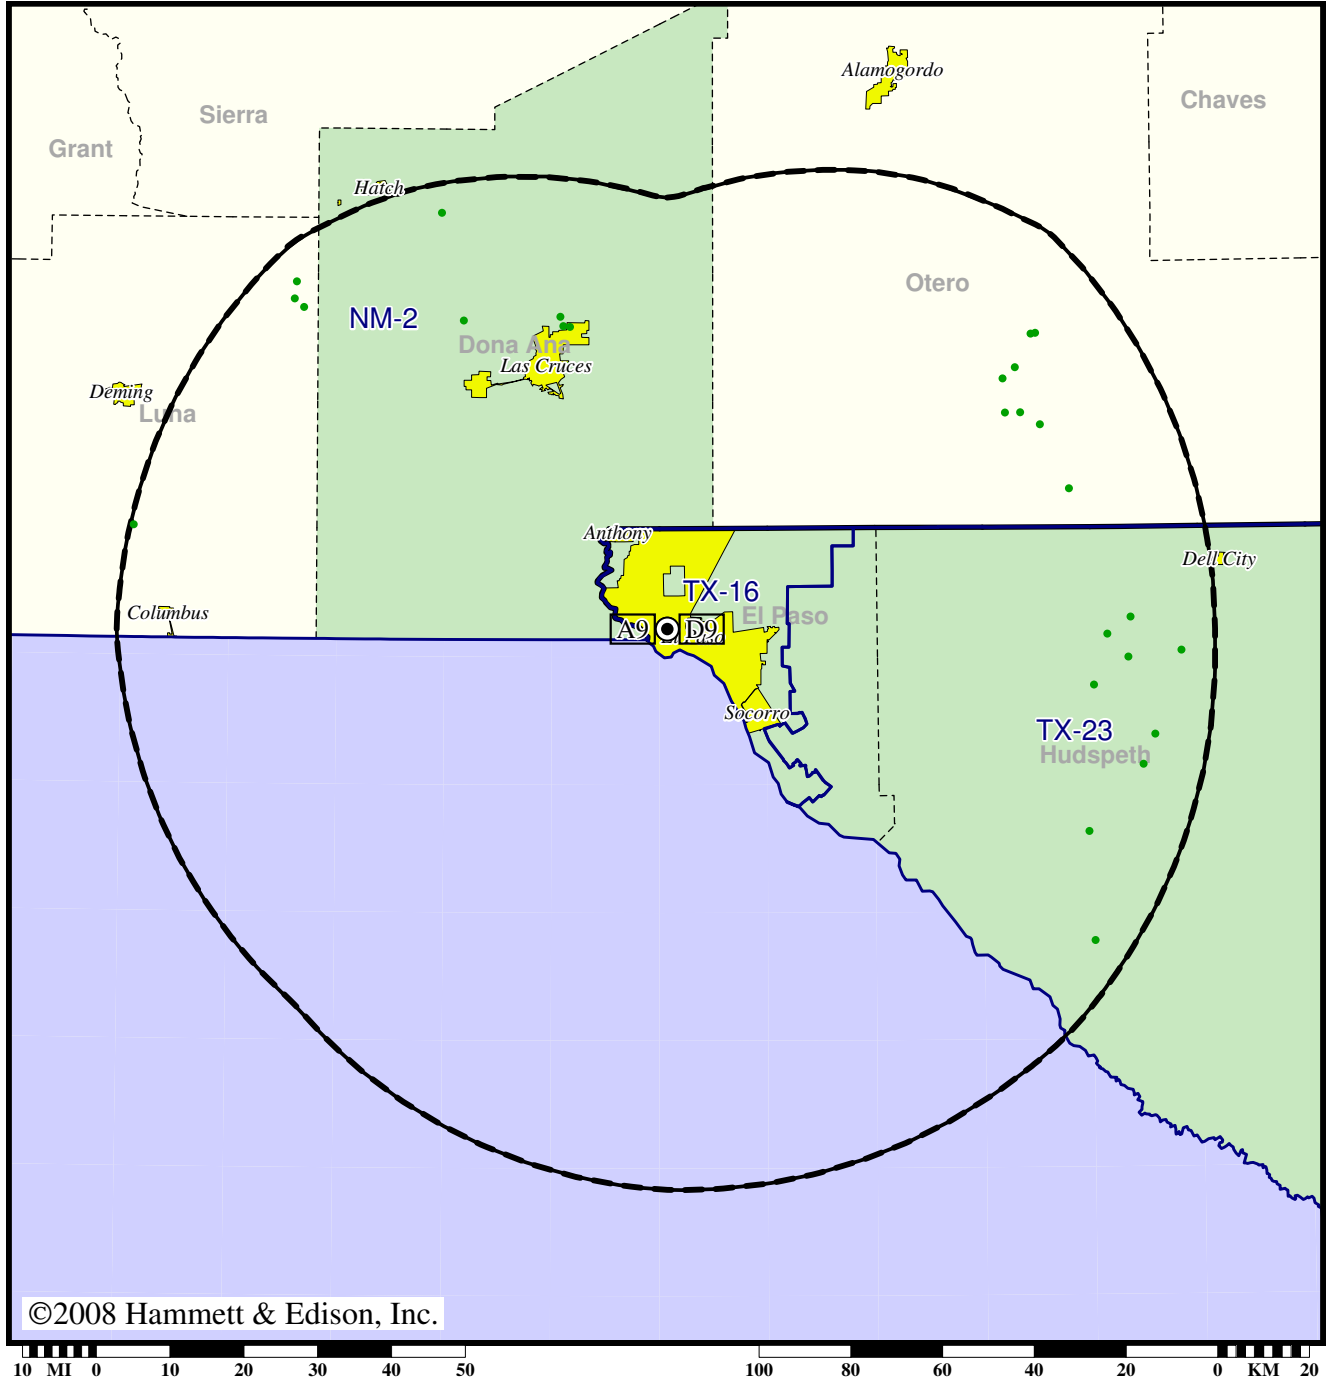 Alamogordo
Chaves
Sierra
Grant
Hatch
Otero
NM-2
Dona Ana
Las Cruces
Deming
Luna
Anthony
Dell City
TX-16
Columbus
El Paso
A9
D9
El Paso
Socorro
TX-23
Hudspeth
©2008 Hammett & Edison, Inc.
10 MI 0 10 20 30 40 50 100 80 60 40 20 0 KM 20